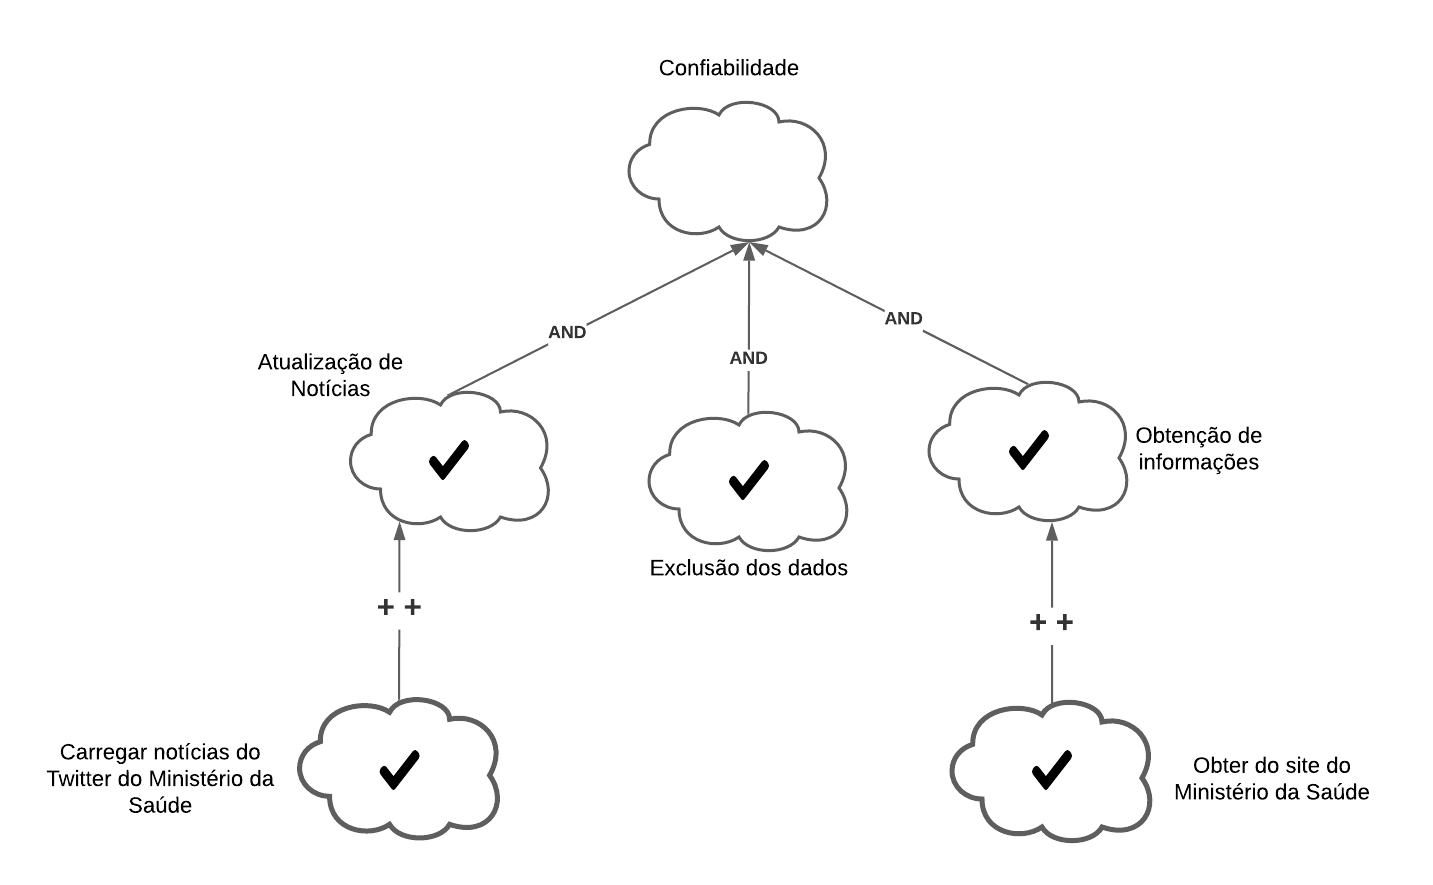 Confiabilidade
AND
AND
AND
Atualização de
Notícias
Obtenção de
informações
Exclusão dos dados
+ +
+ +
Carregar notícias do
Twitter do Ministério da
Saúde
Obter do site do
Ministério da Saúde